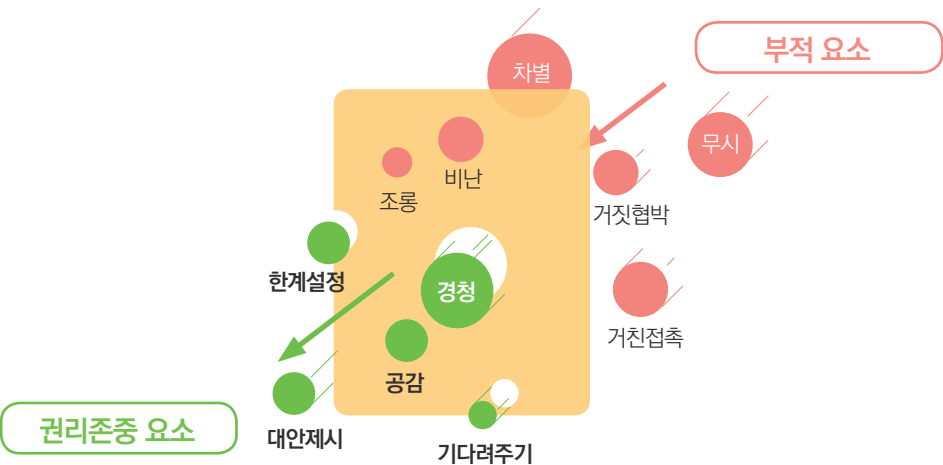 부적 요소
차별
무시
비난
조롱
거짓협박
한계설정
경청
거친접촉
공감
대안제시
권리존중 요소
기다려주기